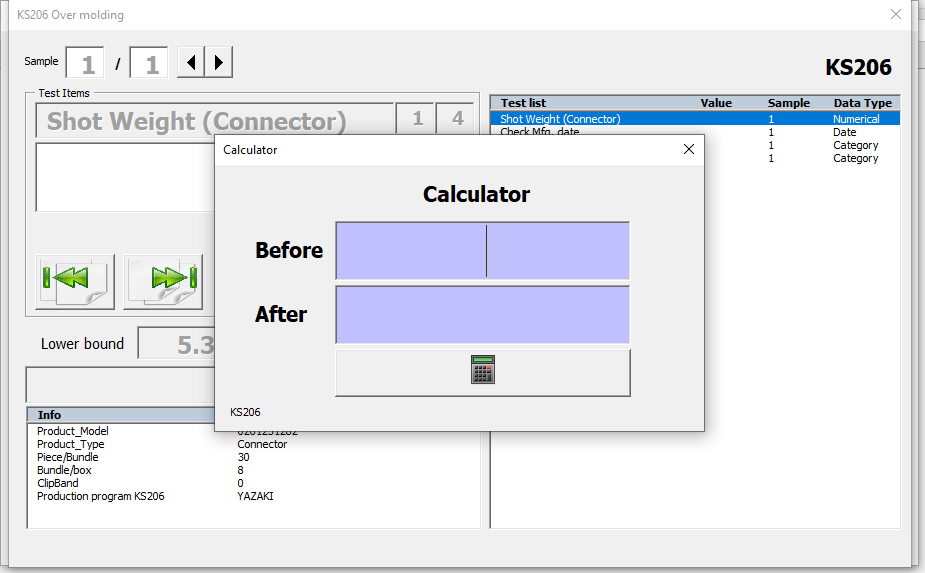 KS206 Over molding
Sample 1 / 1
KS206
Test Items
Shot Weight (Connector) 1 4
Test list Value Sample Data Type
Shot Weight (Connector) 1 Numerical
Check Mfg. date 1 Date
1 Category
1 Category
Calculator
Calculator
Before
After
KS206
Lower bound 5.3
Info
Product_Model
Product_Type Connector
Piece/Bundle 30
Bundle/box 8
ClipBand 0
Production program KS206 YAZAKI